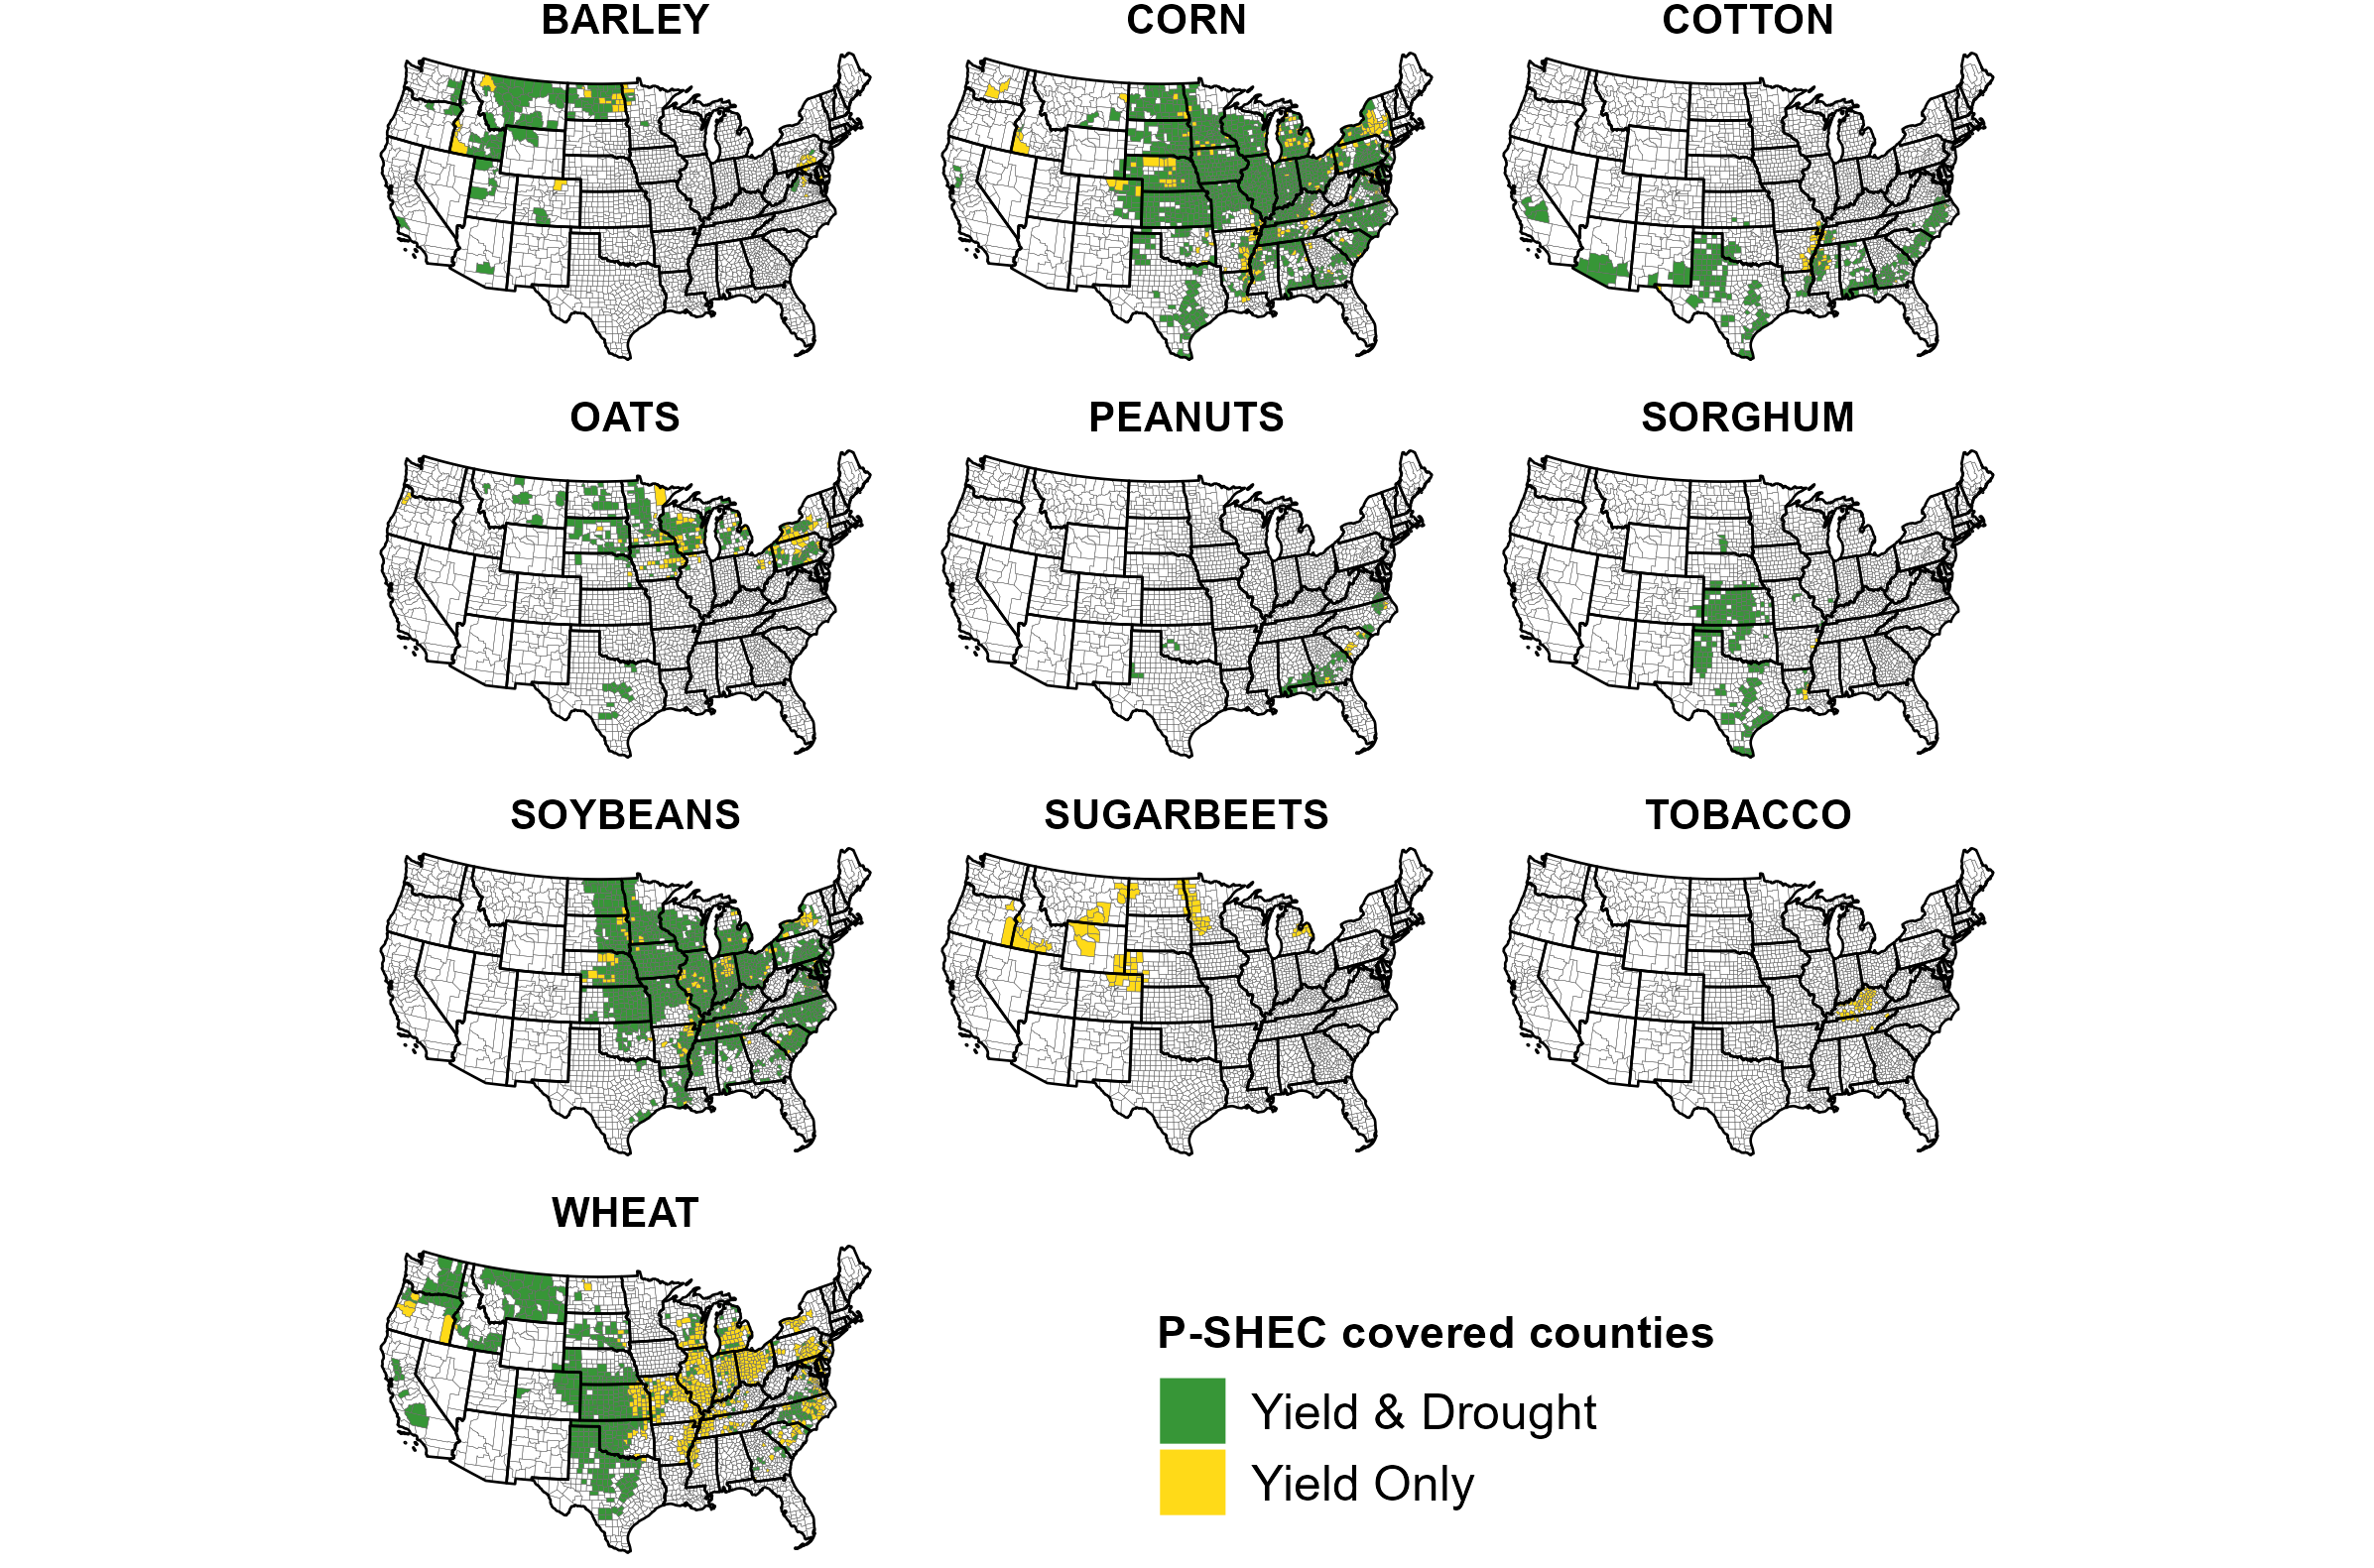 BARLEY
CORN
COTTON
OATS
PEANUTS
SORGHUM
SOYBEANS
SUGARBEETS
TOBACCO
WHEAT
P-SHEC covered counties
Yield & Drought
Yield Only